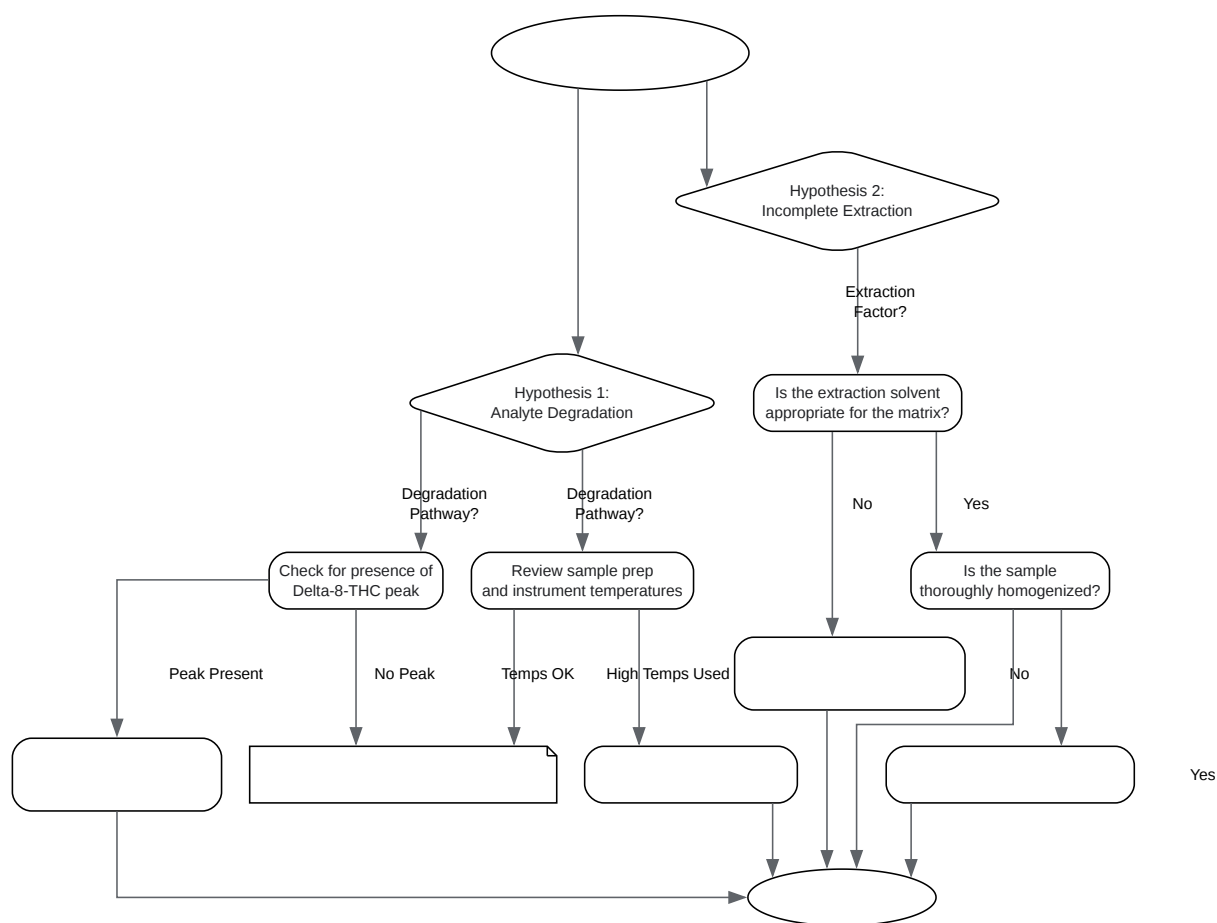 Hypothesis 2:
Incomplete Extraction
Extraction
Factor?
Hypothesis 1:
Analyte Degradation
Is the extraction solvent
appropriate for the matrix?
Degradation
Pathway?
Degradation
Pathway?
No
Yes
Check for presence of
Delta-8-THC peak
Review sample prep
and instrument temperatures
Is the sample
thoroughly homogenized?
Peak Present
No Peak
Temps OK
High Temps Used
No
Yes